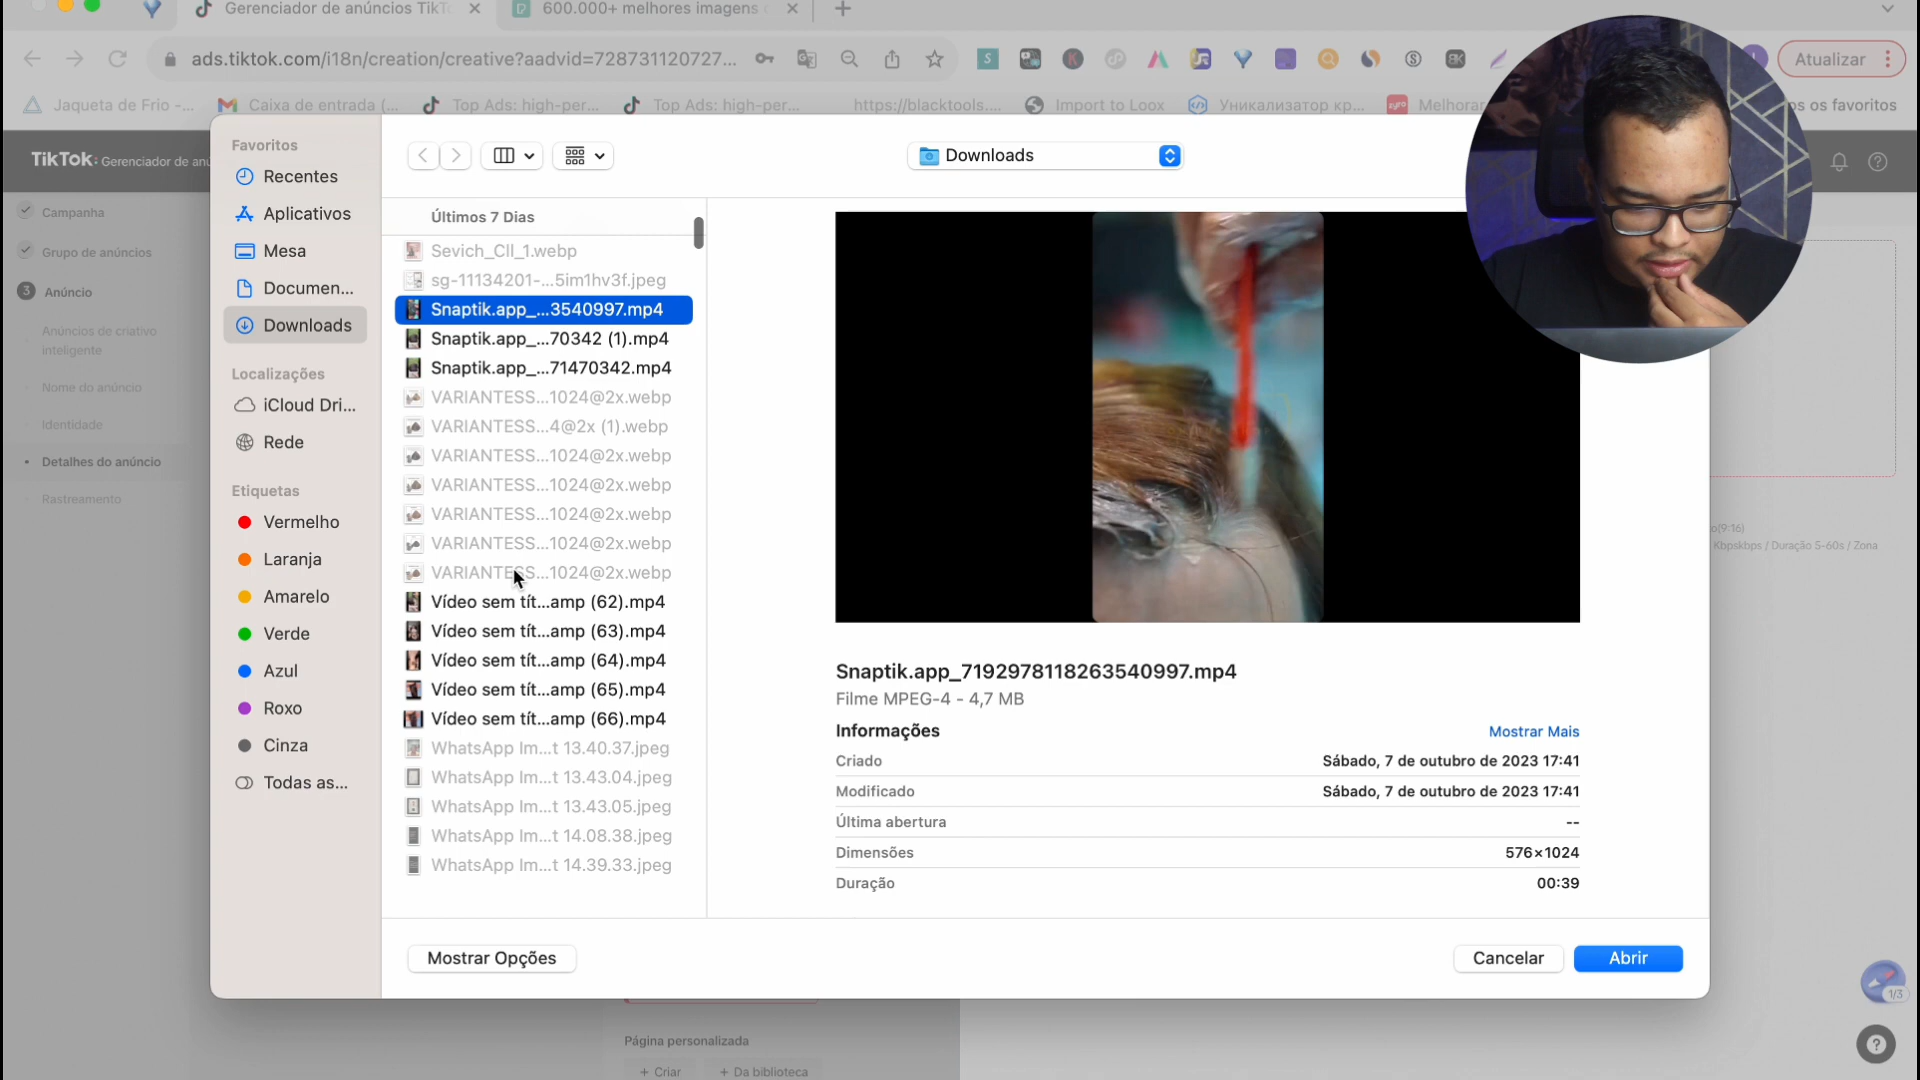 Gerenciador de anúncios TikT
600.000+ melhores imagens
ads.tiktok.com/i18n/creation/creative?aadvid=728731120727...
Atualizar
Jaqueta de Frio -...
Caixa de entrada (...
Top Ads: high-per...
Top Ads: high-per...
https://blacktools....
Import to Loox
Уникализатор кр...
Melhorar
os os favoritos
TikTok: Gerenciador de anú
Campanha
Grupo de anúncios
3 Anúncio
Anúncios de criativo
inteligente
Nome do anúncio
Identidade
Detalhes do anúncio
Rastreamento
Favoritos
Recentes
Aplicativos
Mesa
Documen...
Downloads
Localizações
iCloud Dri...
Rede
Etiquetas
Vermelho
Laranja
Amarelo
Verde
Azul
Roxo
Cinza
Todas as...
Downloads
Últimos 7 Dias
Sevich_Cll_1.webp
sg-11134201-...5im1hv3f.jpeg
Snaptik.app_...3540997.mp4
Snaptik.app_...70342 (1).mp4
Snaptik.app_...71470342.mp4
VARIANTESS...1024@2x.webp
VARIANTESS...4@2x (1).webp
VARIANTESS...1024@2x.webp
VARIANTESS...1024@2x.webp
VARIANTESS...1024@2x.webp
VARIANTESS...1024@2x.webp
VARIANTESS...1024@2x.webp
Vídeo sem tít...amp (62).mp4
Vídeo sem tít...amp (63).mp4
Vídeo sem tít...amp (64).mp4
Vídeo sem tít...amp (65).mp4
Vídeo sem tít...amp (66).mp4
WhatsApp Im...t 13.40.37.jpeg
WhatsApp Im...t 13.43.04.jpeg
WhatsApp Im...t 13.43.05.jpeg
WhatsApp Im...t 14.08.38.jpeg
WhatsApp Im...t 14.39.33.jpeg
Snaptik.app_7192978118263540997.mp4
Filme MPEG-4 - 4,7 MB
Informações
Mostrar Mais
Criado
Sábado, 7 de outubro de 2023 17:41
Modificado
Sábado, 7 de outubro de 2023 17:41
Última abertura
--
Dimensões
576×1024
Duração
00:39
o(9:16)
Kbpskbps / Duração 5-60s / Zona
Mostrar Opções
Cancelar
Abrir
1/3
Página personalizada
+ Criar
+ Da biblioteca